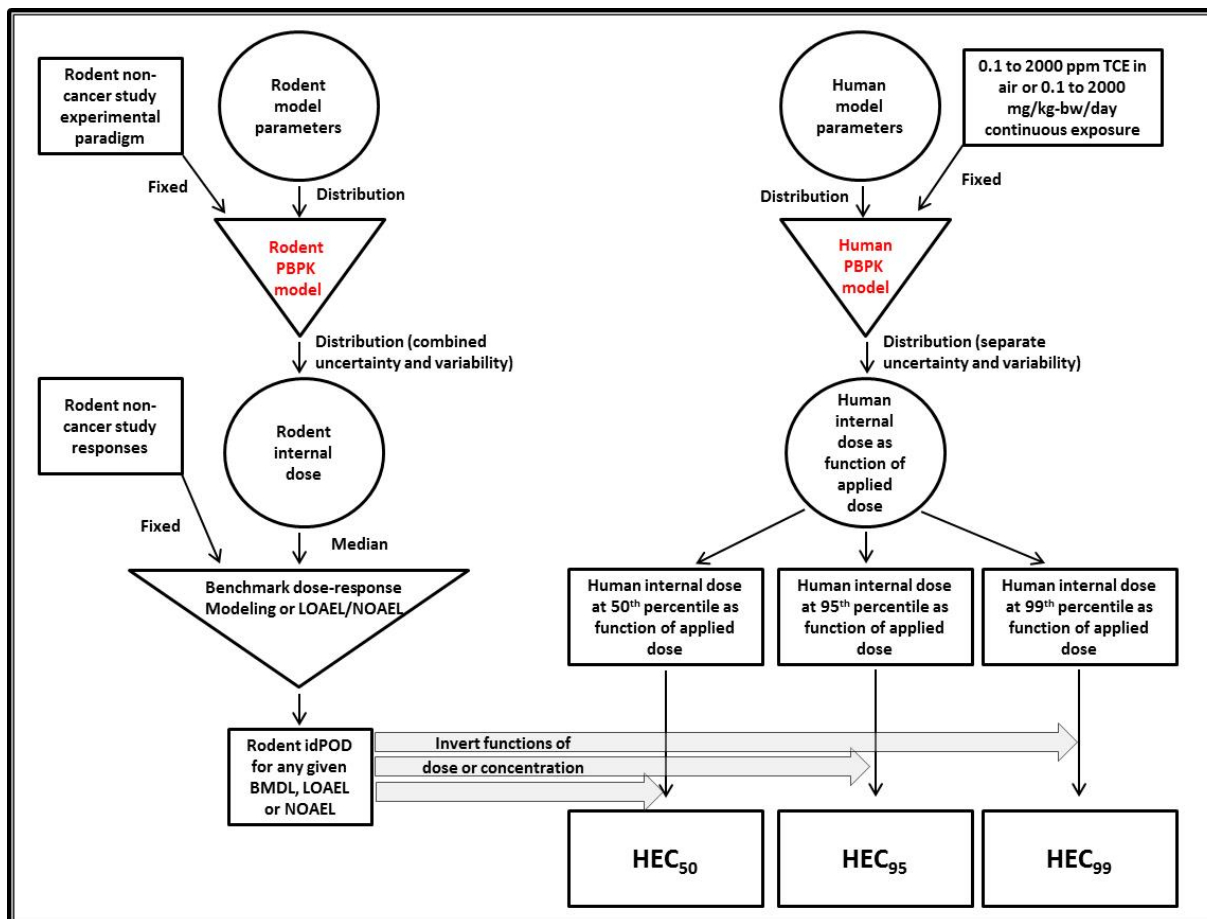 Rodent non-
cancer study
experimental
paradigm
Rodent
model
parameters
Human
model
parameters
0.1 to 2000 ppm TCE in
air or 0.1 to 2000
mg/kg-bw/day
continuous exposure
Fixed
Distribution
Distribution
Fixed
Rodent
PBPK
model
Human
PBPK
model
Distribution (combined
uncertainty and variability)
Distribution (separate
uncertainty and variability)
Rodent non-
cancer study
responses
Rodent
internal
dose
Human
internal
dose as
function of
applied
dose
Fixed
Median
Benchmark dose-response
Modeling or LOAEL/NOAEL
Human internal dose
at 50th percentile as
function of applied
dose
Human internal dose
at 95th percentile as
function of applied
dose
Human internal dose
at 99th percentile as
function of applied
dose
Rodent idPOD
for any given
BMDL, LOAEL
or NOAEL
Invert functions of
dose or concentration
HEC50
HEC95
HEC99